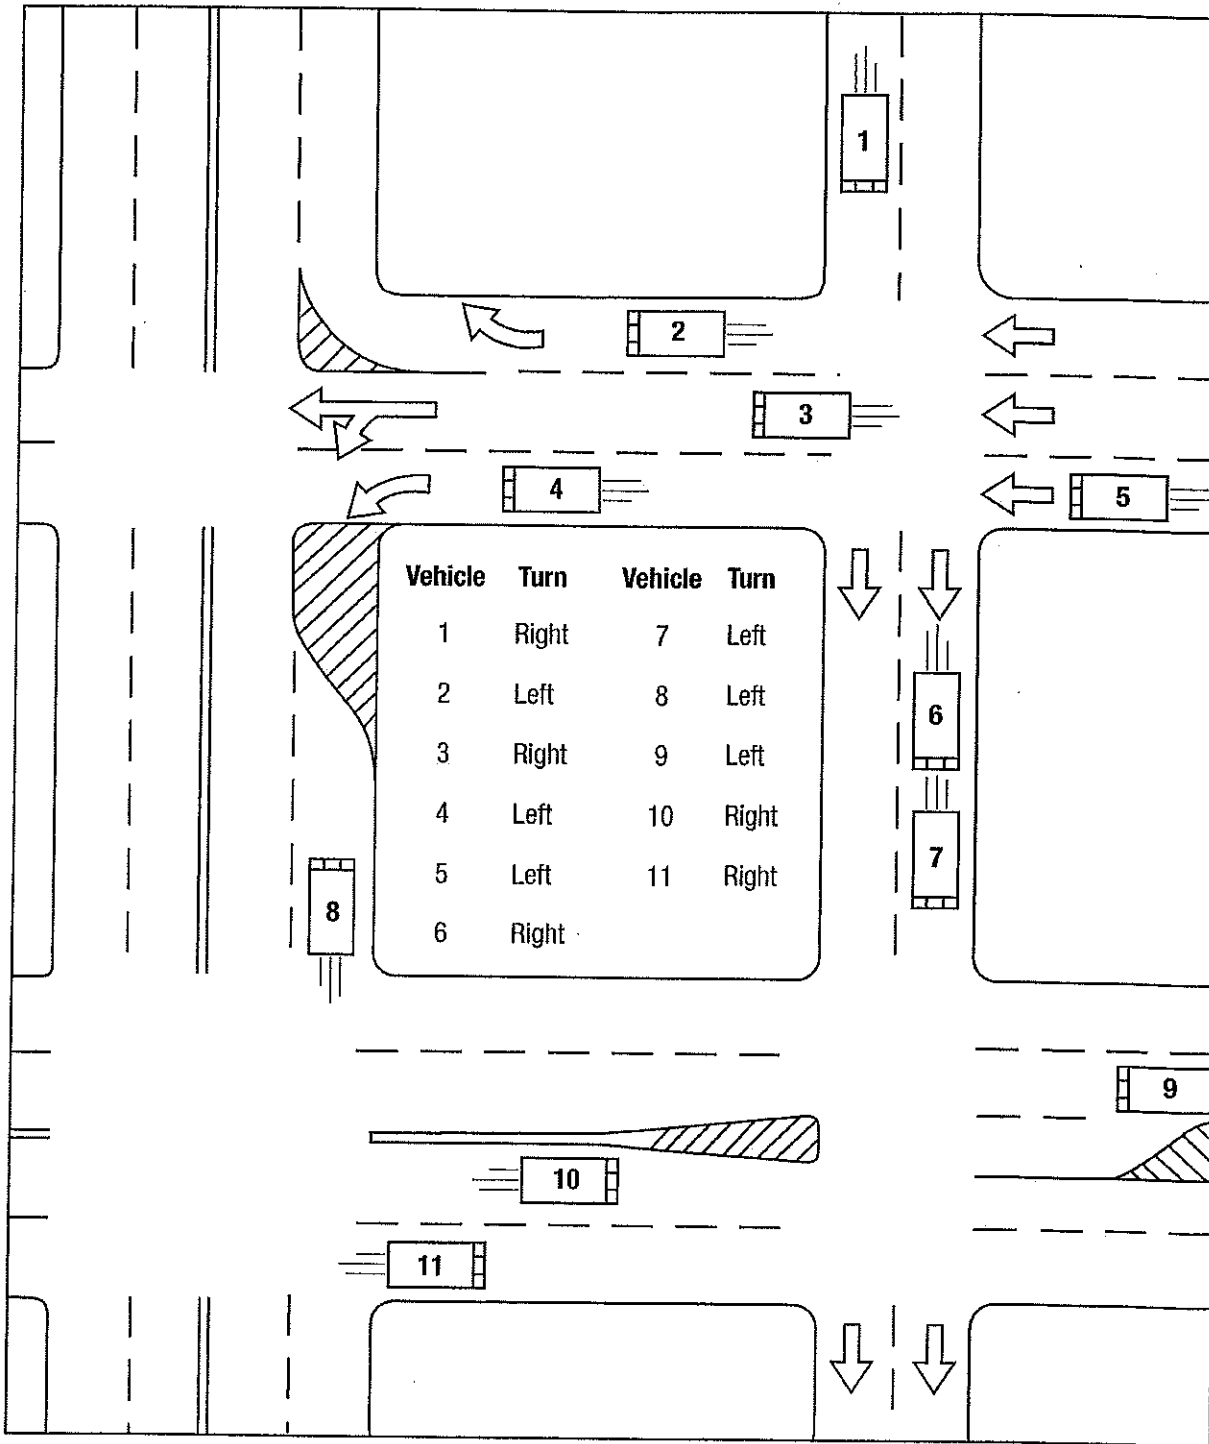 1
2
3
4
5
Vehicle Turn Vehicle Turn
1 Right 7 Left
2 Left 8 Left
3 Right 9 Left
4 Left 10 Right
5 Left 11 Right
6 Right
6
7
8
9
10
11